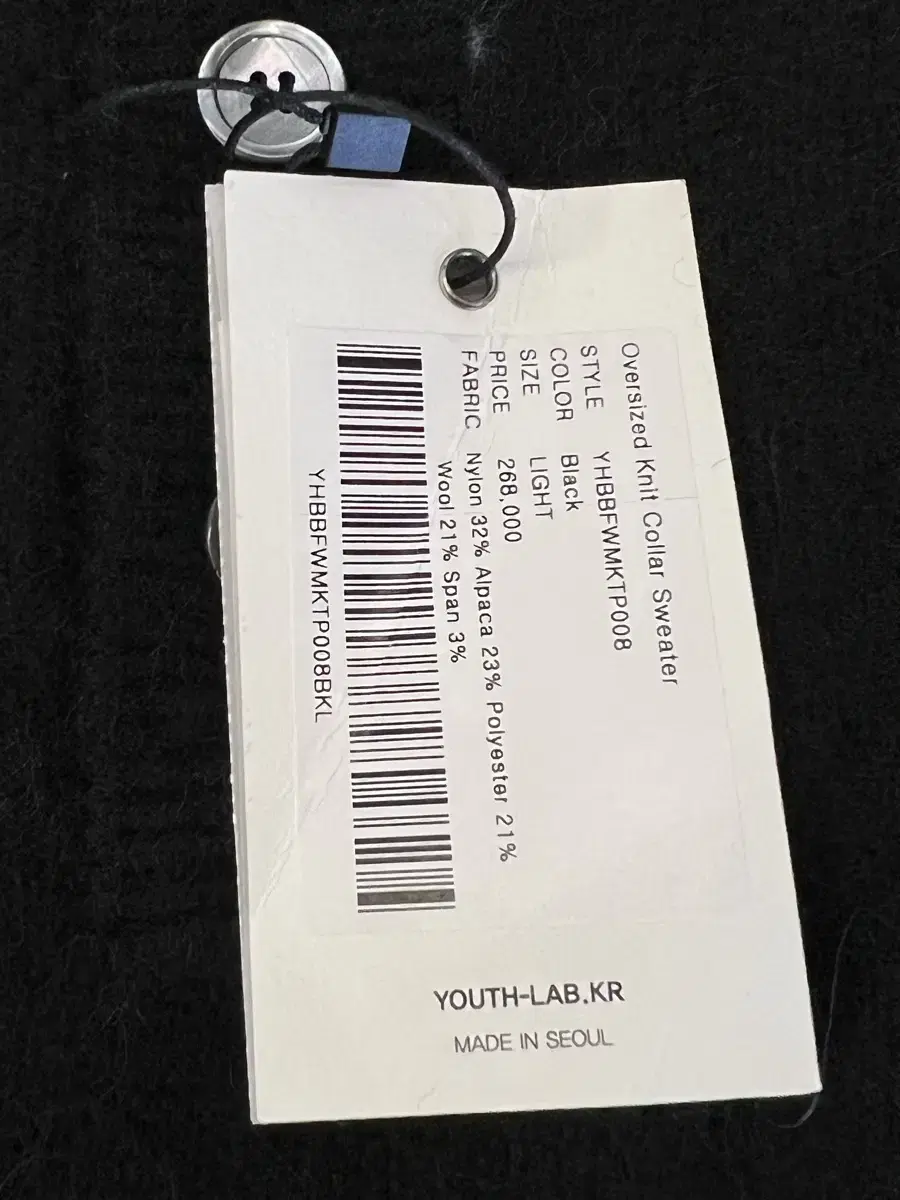 Oversized Knit Collar Sweater
STYLE YHBBFWMKTP008
COLOR Black
SIZE LIGHT
PRICE 268,000
FABRIC Nylon 32% Alpaca 23% Polyester 21%
Wool 21% Span 3%
YHBBFWMKTP008BKL
YOUTH-LAB.KR
MADE IN SEOUL